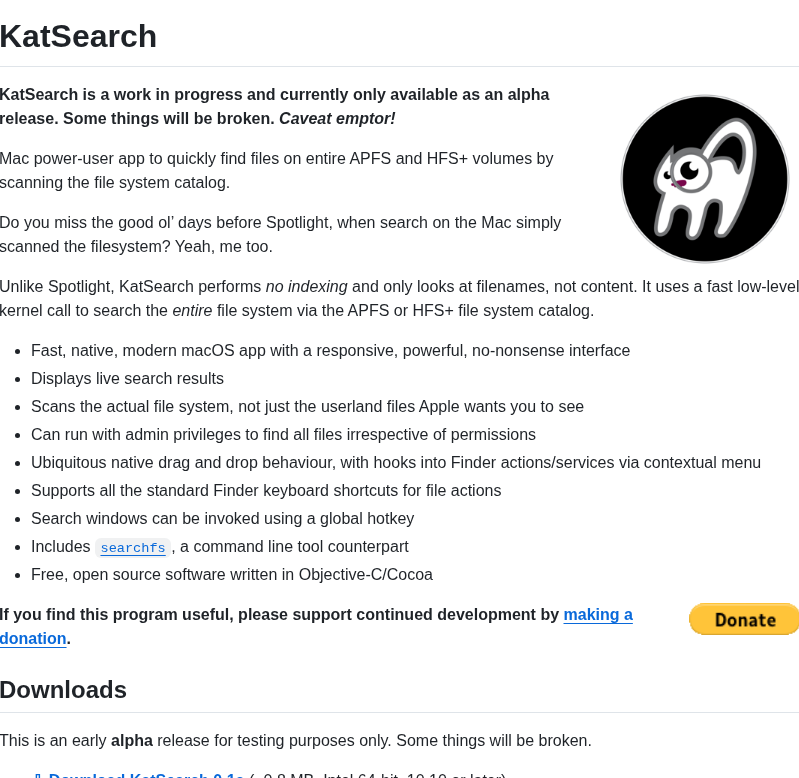 KatSearch
KatSearch is a work in progress and currently only available as an alpha
release. Some things will be broken. Caveat emptor!
Mac power-user app to quickly find files on entire APFS and HFS+ volumes by
scanning the file system catalog.
Do you miss the good ol’ days before Spotlight, when search on the Mac simply
scanned the filesystem? Yeah, me too.
Unlike Spotlight, KatSearch performs no indexing and only looks at filenames, not content. It uses a fast low-level
kernel call to search the entire file system via the APFS or HFS+ file system catalog.
• Fast, native, modern macOS app with a responsive, powerful, no-nonsense interface
• Displays live search results
• Scans the actual file system, not just the userland files Apple wants you to see
• Can run with admin privileges to find all files irrespective of permissions
• Ubiquitous native drag and drop behaviour, with hooks into Finder actions/services via contextual menu
• Supports all the standard Finder keyboard shortcuts for file actions
• Search windows can be invoked using a global hotkey
• Includes searchfs, a command line tool counterpart
• Free, open source software written in Objective-C/Cocoa
If you find this program useful, please support continued development by making a
donation.
Donate
Downloads
This is an early alpha release for testing purposes only. Some things will be broken.
Download KatSearch